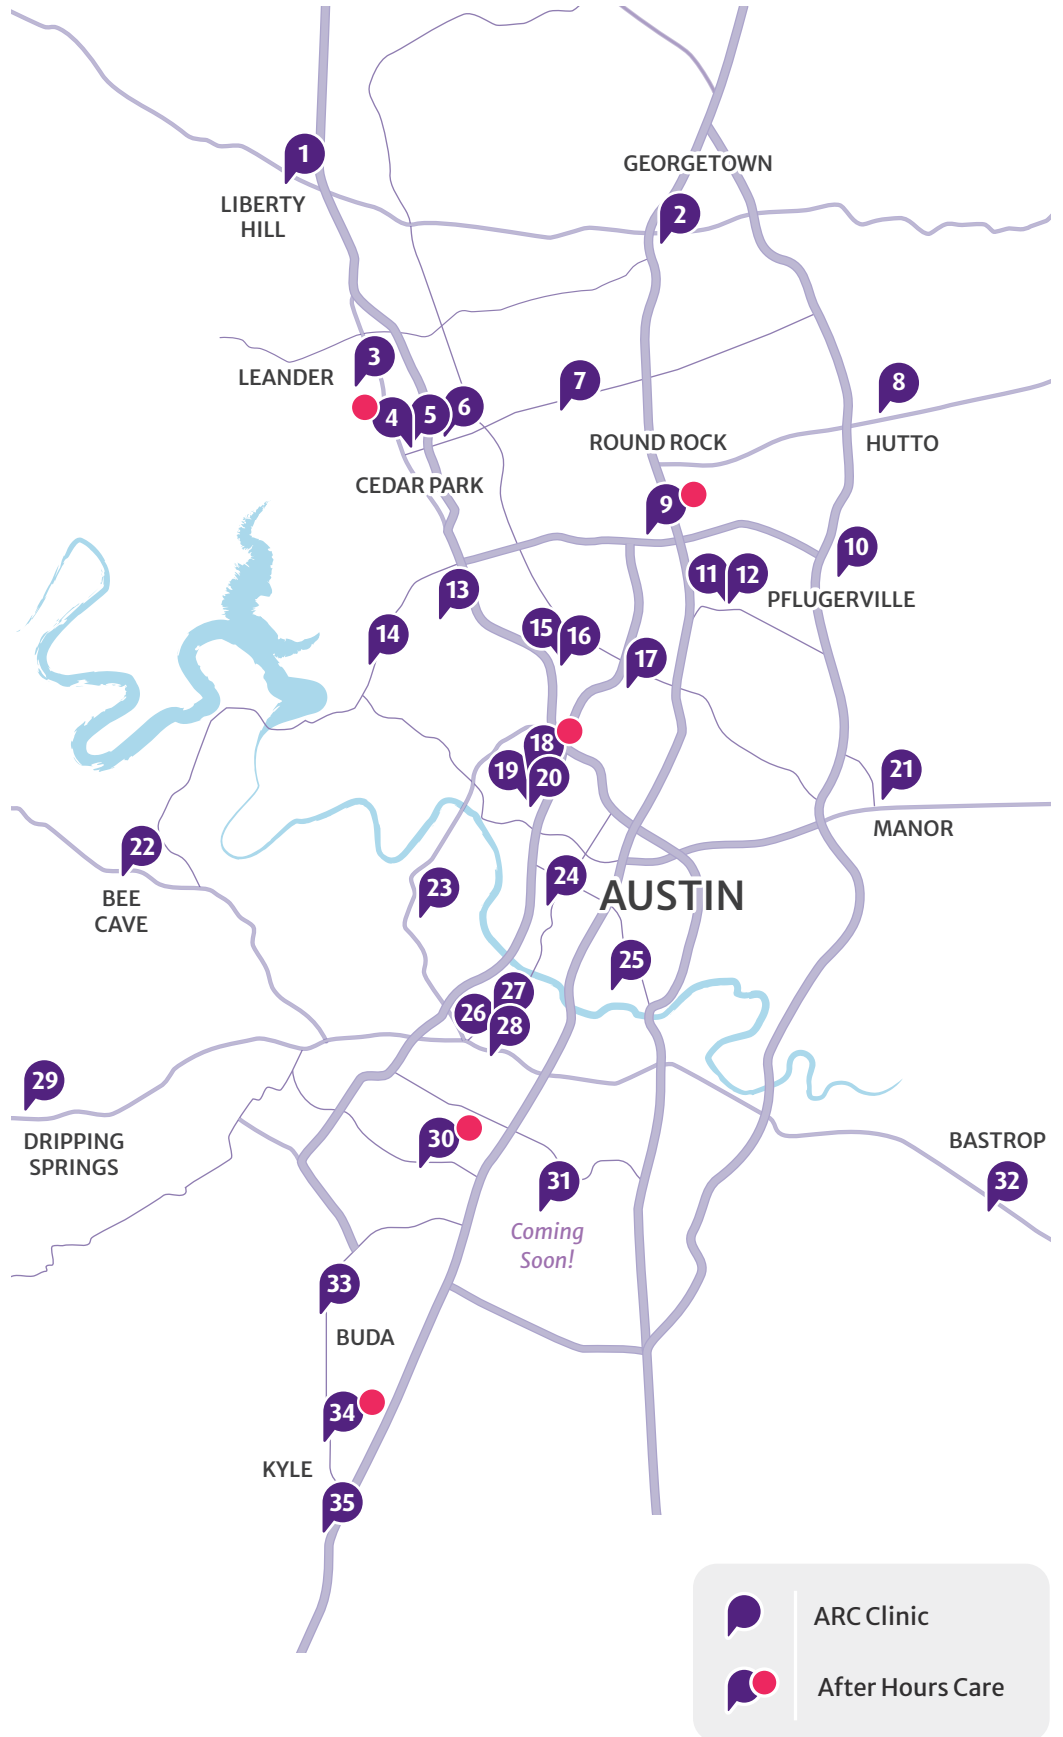 1
GEORGETOWN
2
LIBERTY
HILL
3
LEANDER
7
8
4
5
6
ROUND ROCK
HUTTO
CEDAR PARK
9
10
11
12
13
PFLUGERVILLE
14
15
16
17
18
19
20
21
MANOR
22
BEE
CAVE
23
24
AUSTIN
25
26
27
28
29
DRIPPING
SPRINGS
30
BASTROP
31
32
Coming
Soon!
33
BUDA
34
KYLE
35
ARC Clinic
After Hours Care